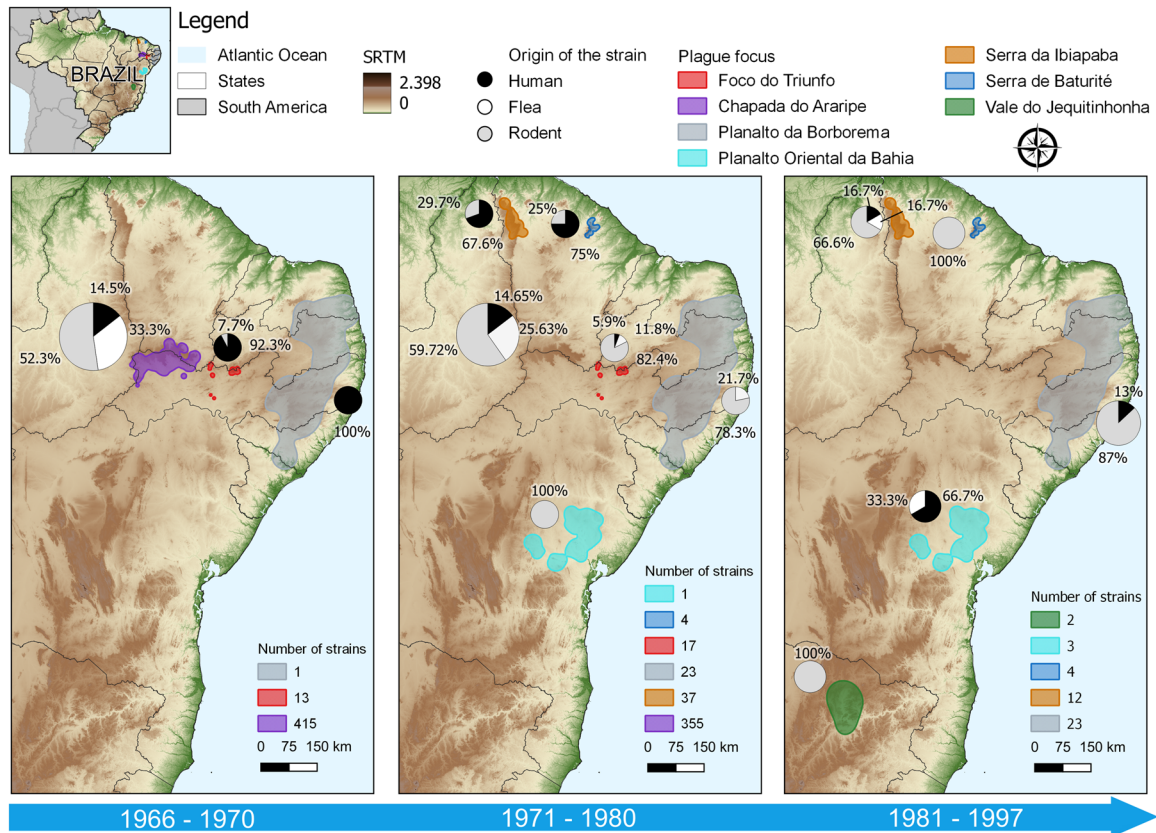 Legend
BRAZIL
Atlantic Ocean
States
South America
SRTM
2.398
0
Origin of the strain
Human
Flea
Rodent
Plague focus
Foco do Triunfo
Chapada do Araripe
Planalto da Borborema
Planalto Oriental da Bahia
Serra da Ibiapaba
Serra de Baturité
Vale do Jequitinhonha
14.5%
33.3%
52.3%
7.7%
92.3%
100%
Number of strains
1
13
415
0 75 150 km
29.7%
67.6%
25%
75%
14.65%
25.63%
59.72%
5.9%
11.8%
82.4%
21.7%
78.3%
100%
Number of strains
1
4
17
23
37
355
0 75 150 km
16.7%
16.7%
66.6%
100%
13%
87%
33.3%
66.7%
100%
Number of strains
2
3
4
12
23
0 75 150 km
1966 - 1970
1971 - 1980
1981 - 1997